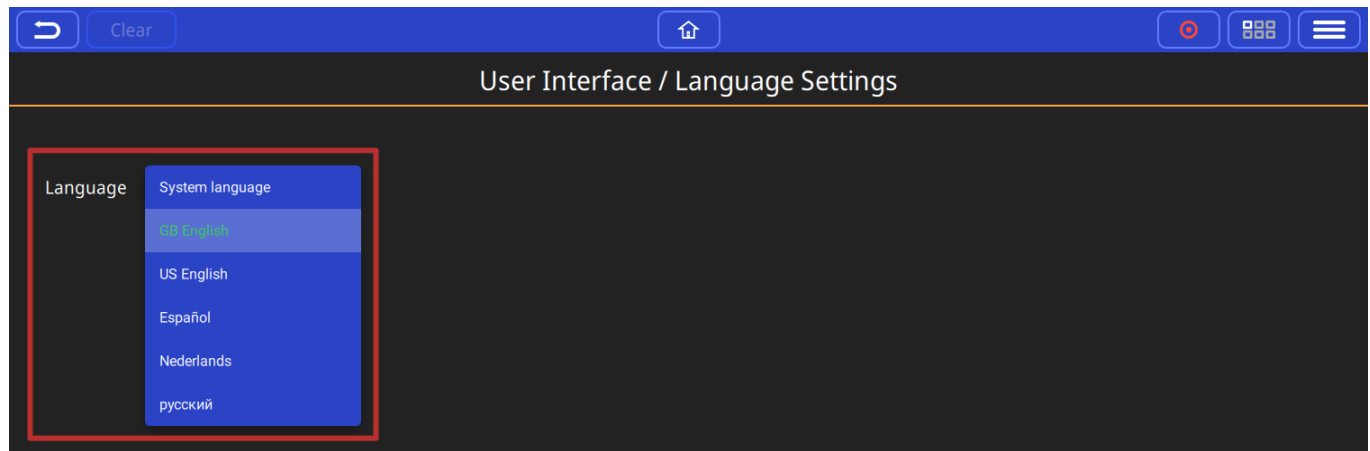 Clear
User Interface / Language Settings
Language
System language
GB English
US English
Español
Nederlands
русский